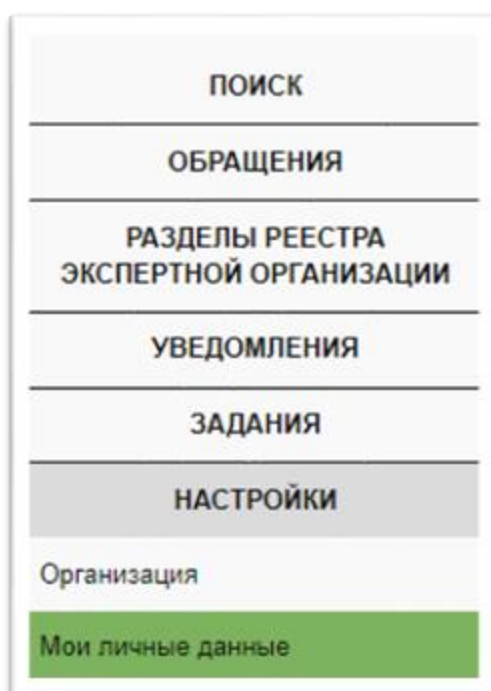 ПОИСК
ОБРАЩЕНИЯ
РАЗДЕЛЫ РЕЕСТРА
ЭКСПЕРТНОЙ ОРГАНИЗАЦИИ
УВЕДОМЛЕНИЯ
ЗАДАНИЯ
НАСТРОЙКИ
Организация
Мои личные данные